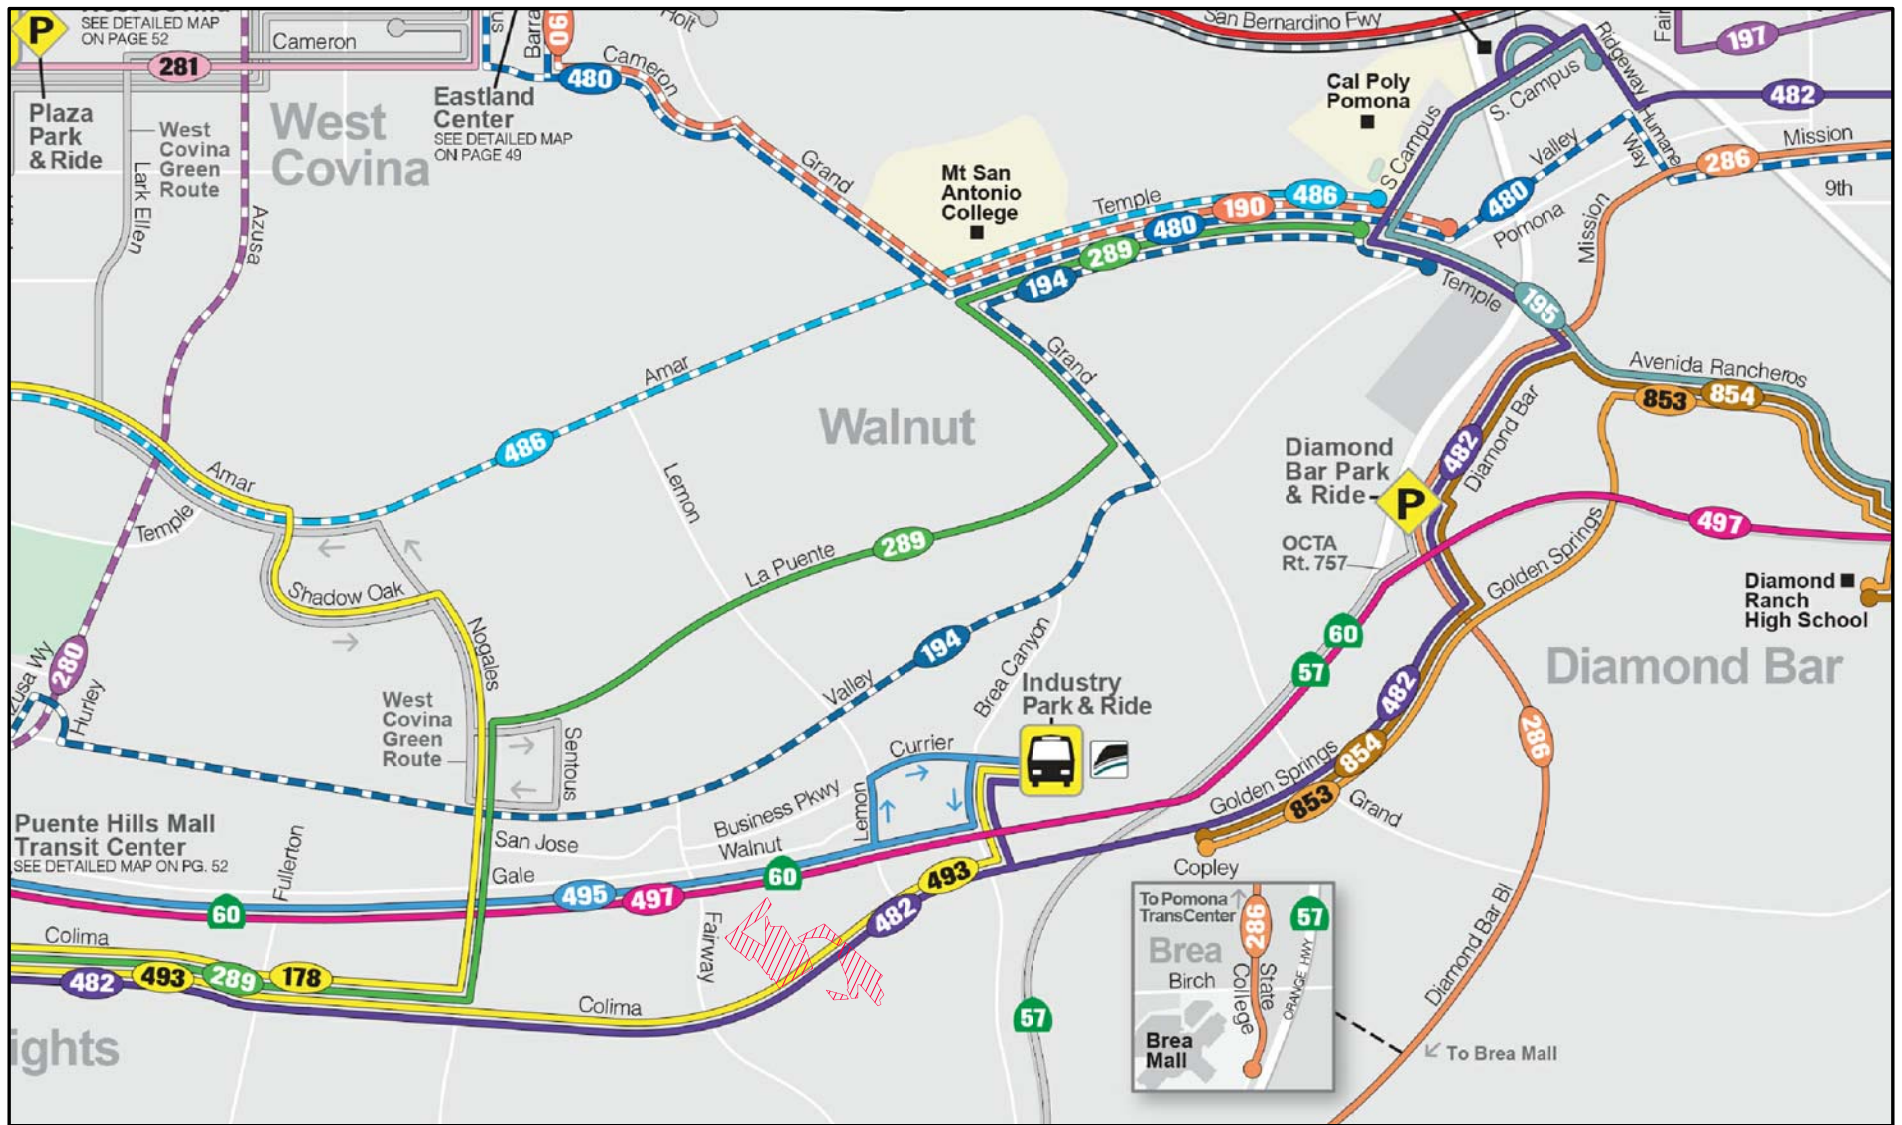 P
SEE DETAILED MAP
ON PAGE 52
Cameron
281
Plaza
Park
& Ride
West
Covina
Green
Route
Lark Ellen
West
Covina
Azusa
Eastland
Center
SEE DETAILED MAP
ON PAGE 49
480
Cameron
Holt
San Bernardino Fwy
Grand
Mt San
Antonio
College
Cal Poly
Pomona
S Campus
S. Campus
Ridgeway
197
482
Humane
Way
Valley
Mission
286
9th
Temple
486
190
480
289
194
480
Pomona
Mission
Temple
195
Grand
Amar
486
Walnut
Avenida Rancheros
853
854
Diamond Bar
482
Diamond
Bar Park
& Ride
P
497
OCTA
Rt. 757
Golden Springs
Diamond
Ranch
High School
Amar
Temple
Lemon
La Puente
289
Shadow Oak
Nogales
280
Hurley
West
Covina
Green
Route
Sentous
194
Valley
Brea Canyon
Industry
Park & Ride
60
57
482
Diamond Bar
286
Currier
Lemon
Business Pkwy
Walnut
Golden Springs
854
853
Grand
Copley
Puente Hills Mall
Transit Center
SEE DETAILED MAP ON PG. 52
Fullerton
San Jose
Gale
60
495
497
60
493
482
Fairway
Colima
482
493
289
178
Colima
57
ights
To Pomona
TransCenter
286
57
Brea
Birch
State
College
ORANGE HWY
Brea
Mall
Diamond Bar Bl
To Brea Mall